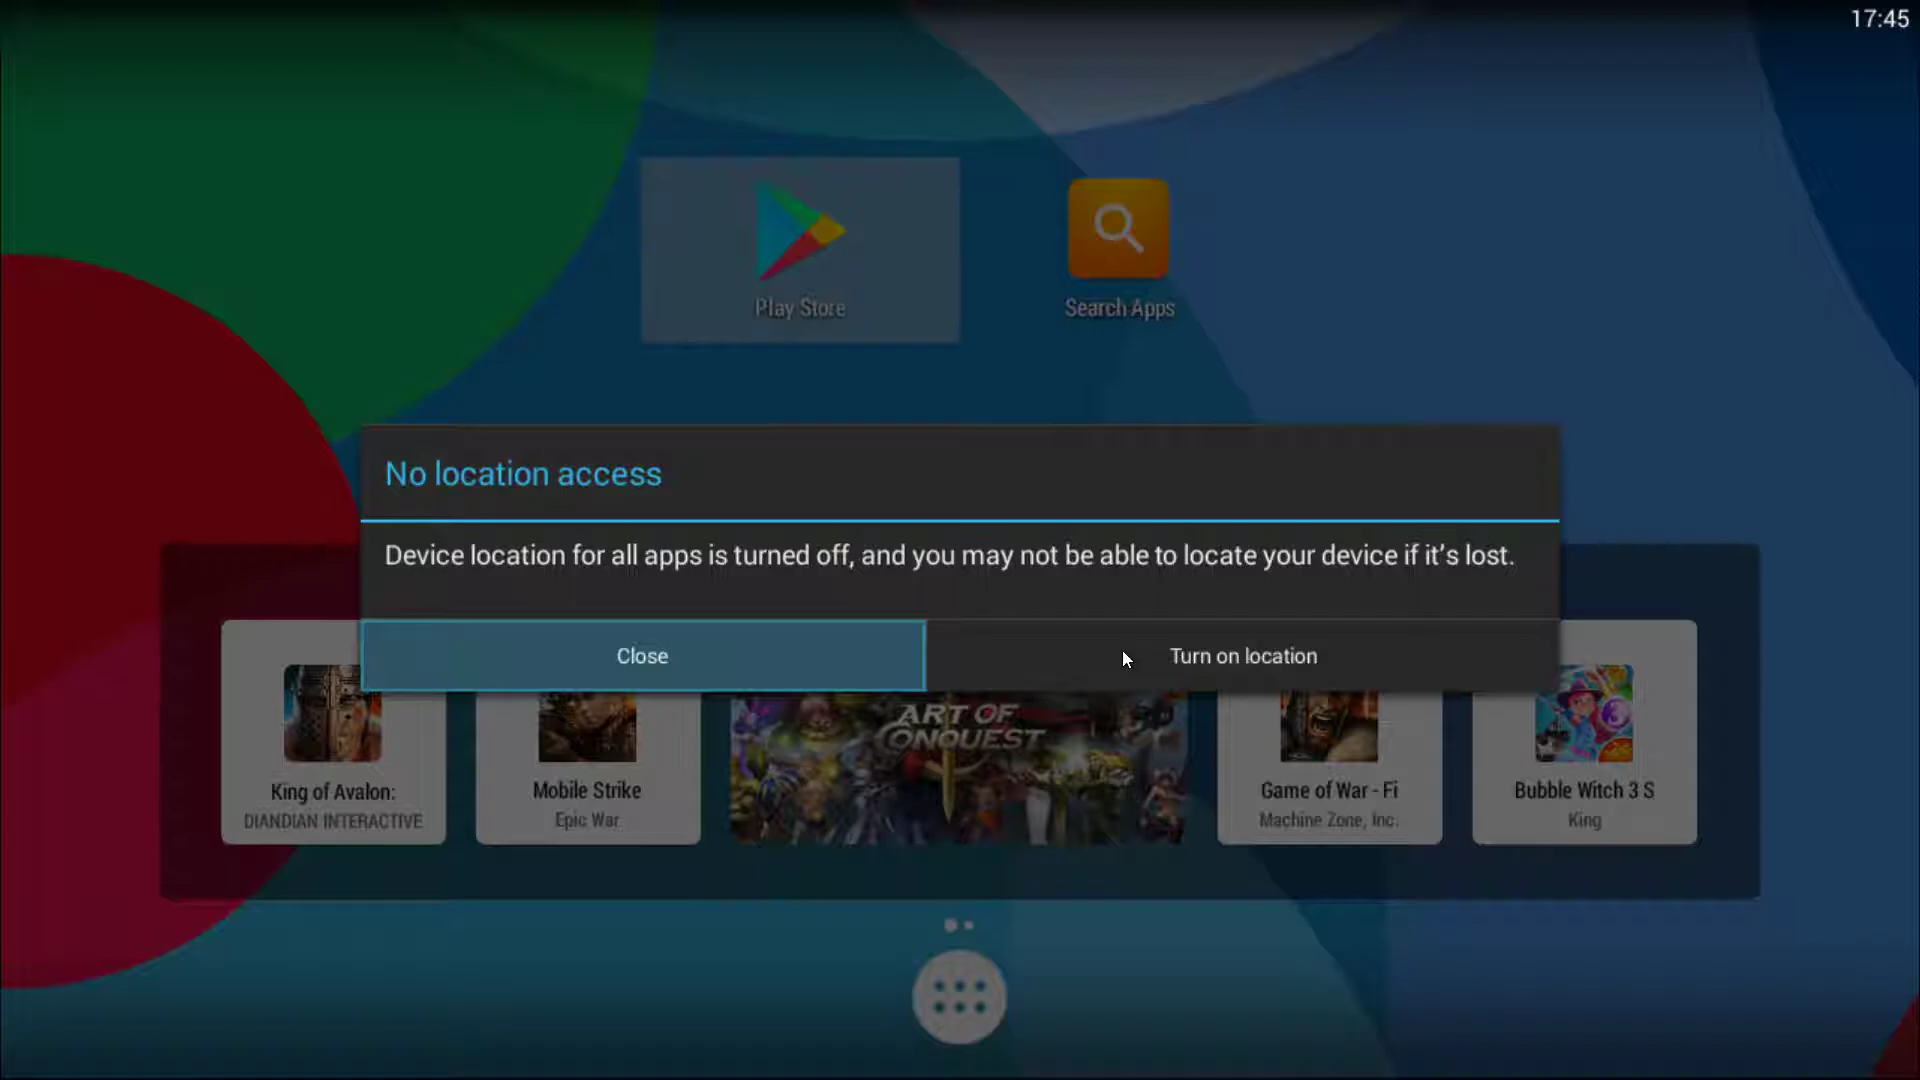 17:45
Play Store
Search Apps
No location access
Device location for all apps is turned off, and you may not be able to locate your device if it's lost.
Close
Turn on location
ART OF
CONQUEST
King of Avalon:
DIANDIAN INTERACTIVE
Mobile Strike
Epic War
Game of War - Fi
Machine Zone, Inc.
3
Bubble Witch 3 S
King